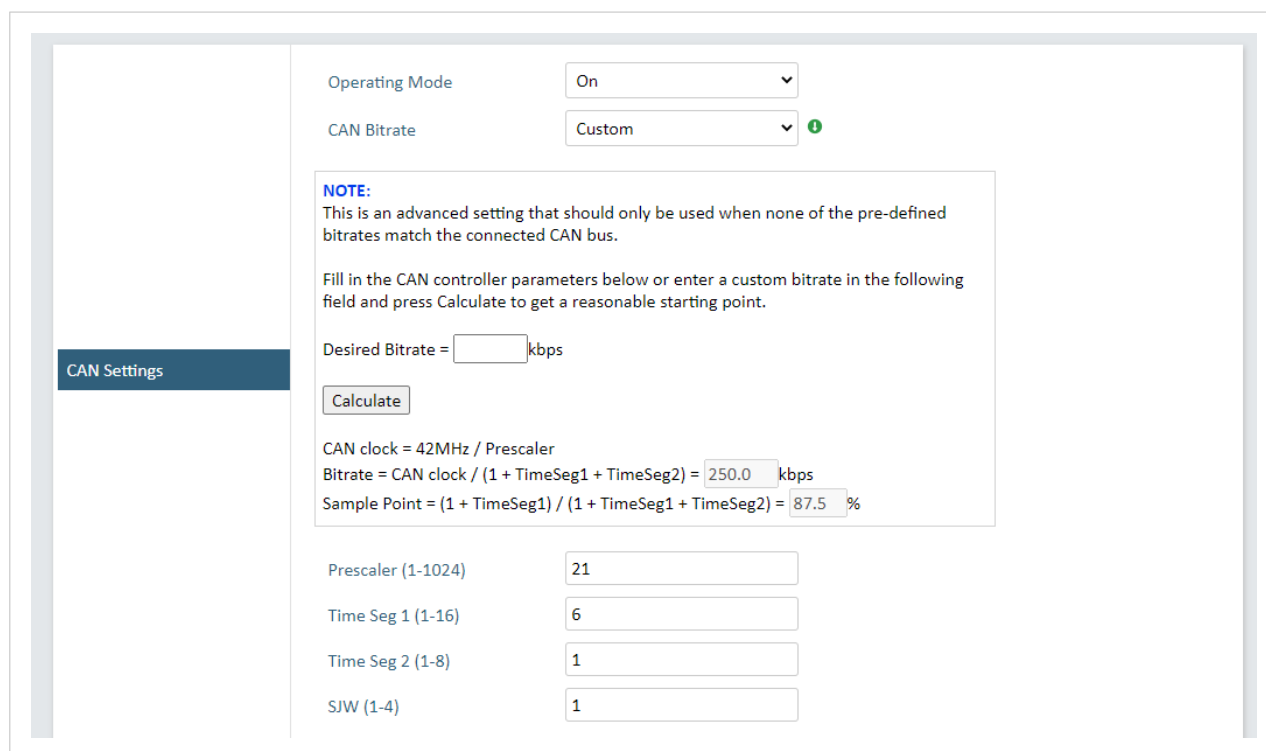 Operating Mode On
CAN Bitrate Custom
NOTE:
This is an advanced setting that should only be used when none of the pre-defined
bitrates match the connected CAN bus.
Fill in the CAN controller parameters below or enter a custom bitrate in the following
field and press Calculate to get a reasonable starting point.
Desired Bitrate = kbps
CAN Settings
Calculate
CAN clock = 42MHz / Prescaler
Bitrate = CAN clock / (1 + TimeSeg1 + TimeSeg2) = 250.0 kbps
Sample Point = (1 + TimeSeg1) / (1 + TimeSeg1 + TimeSeg2) = 87.5 %
Prescaler (1-1024) 21
Time Seg 1 (1-16) 6
Time Seg 2 (1-8) 1
SJW (1-4) 1